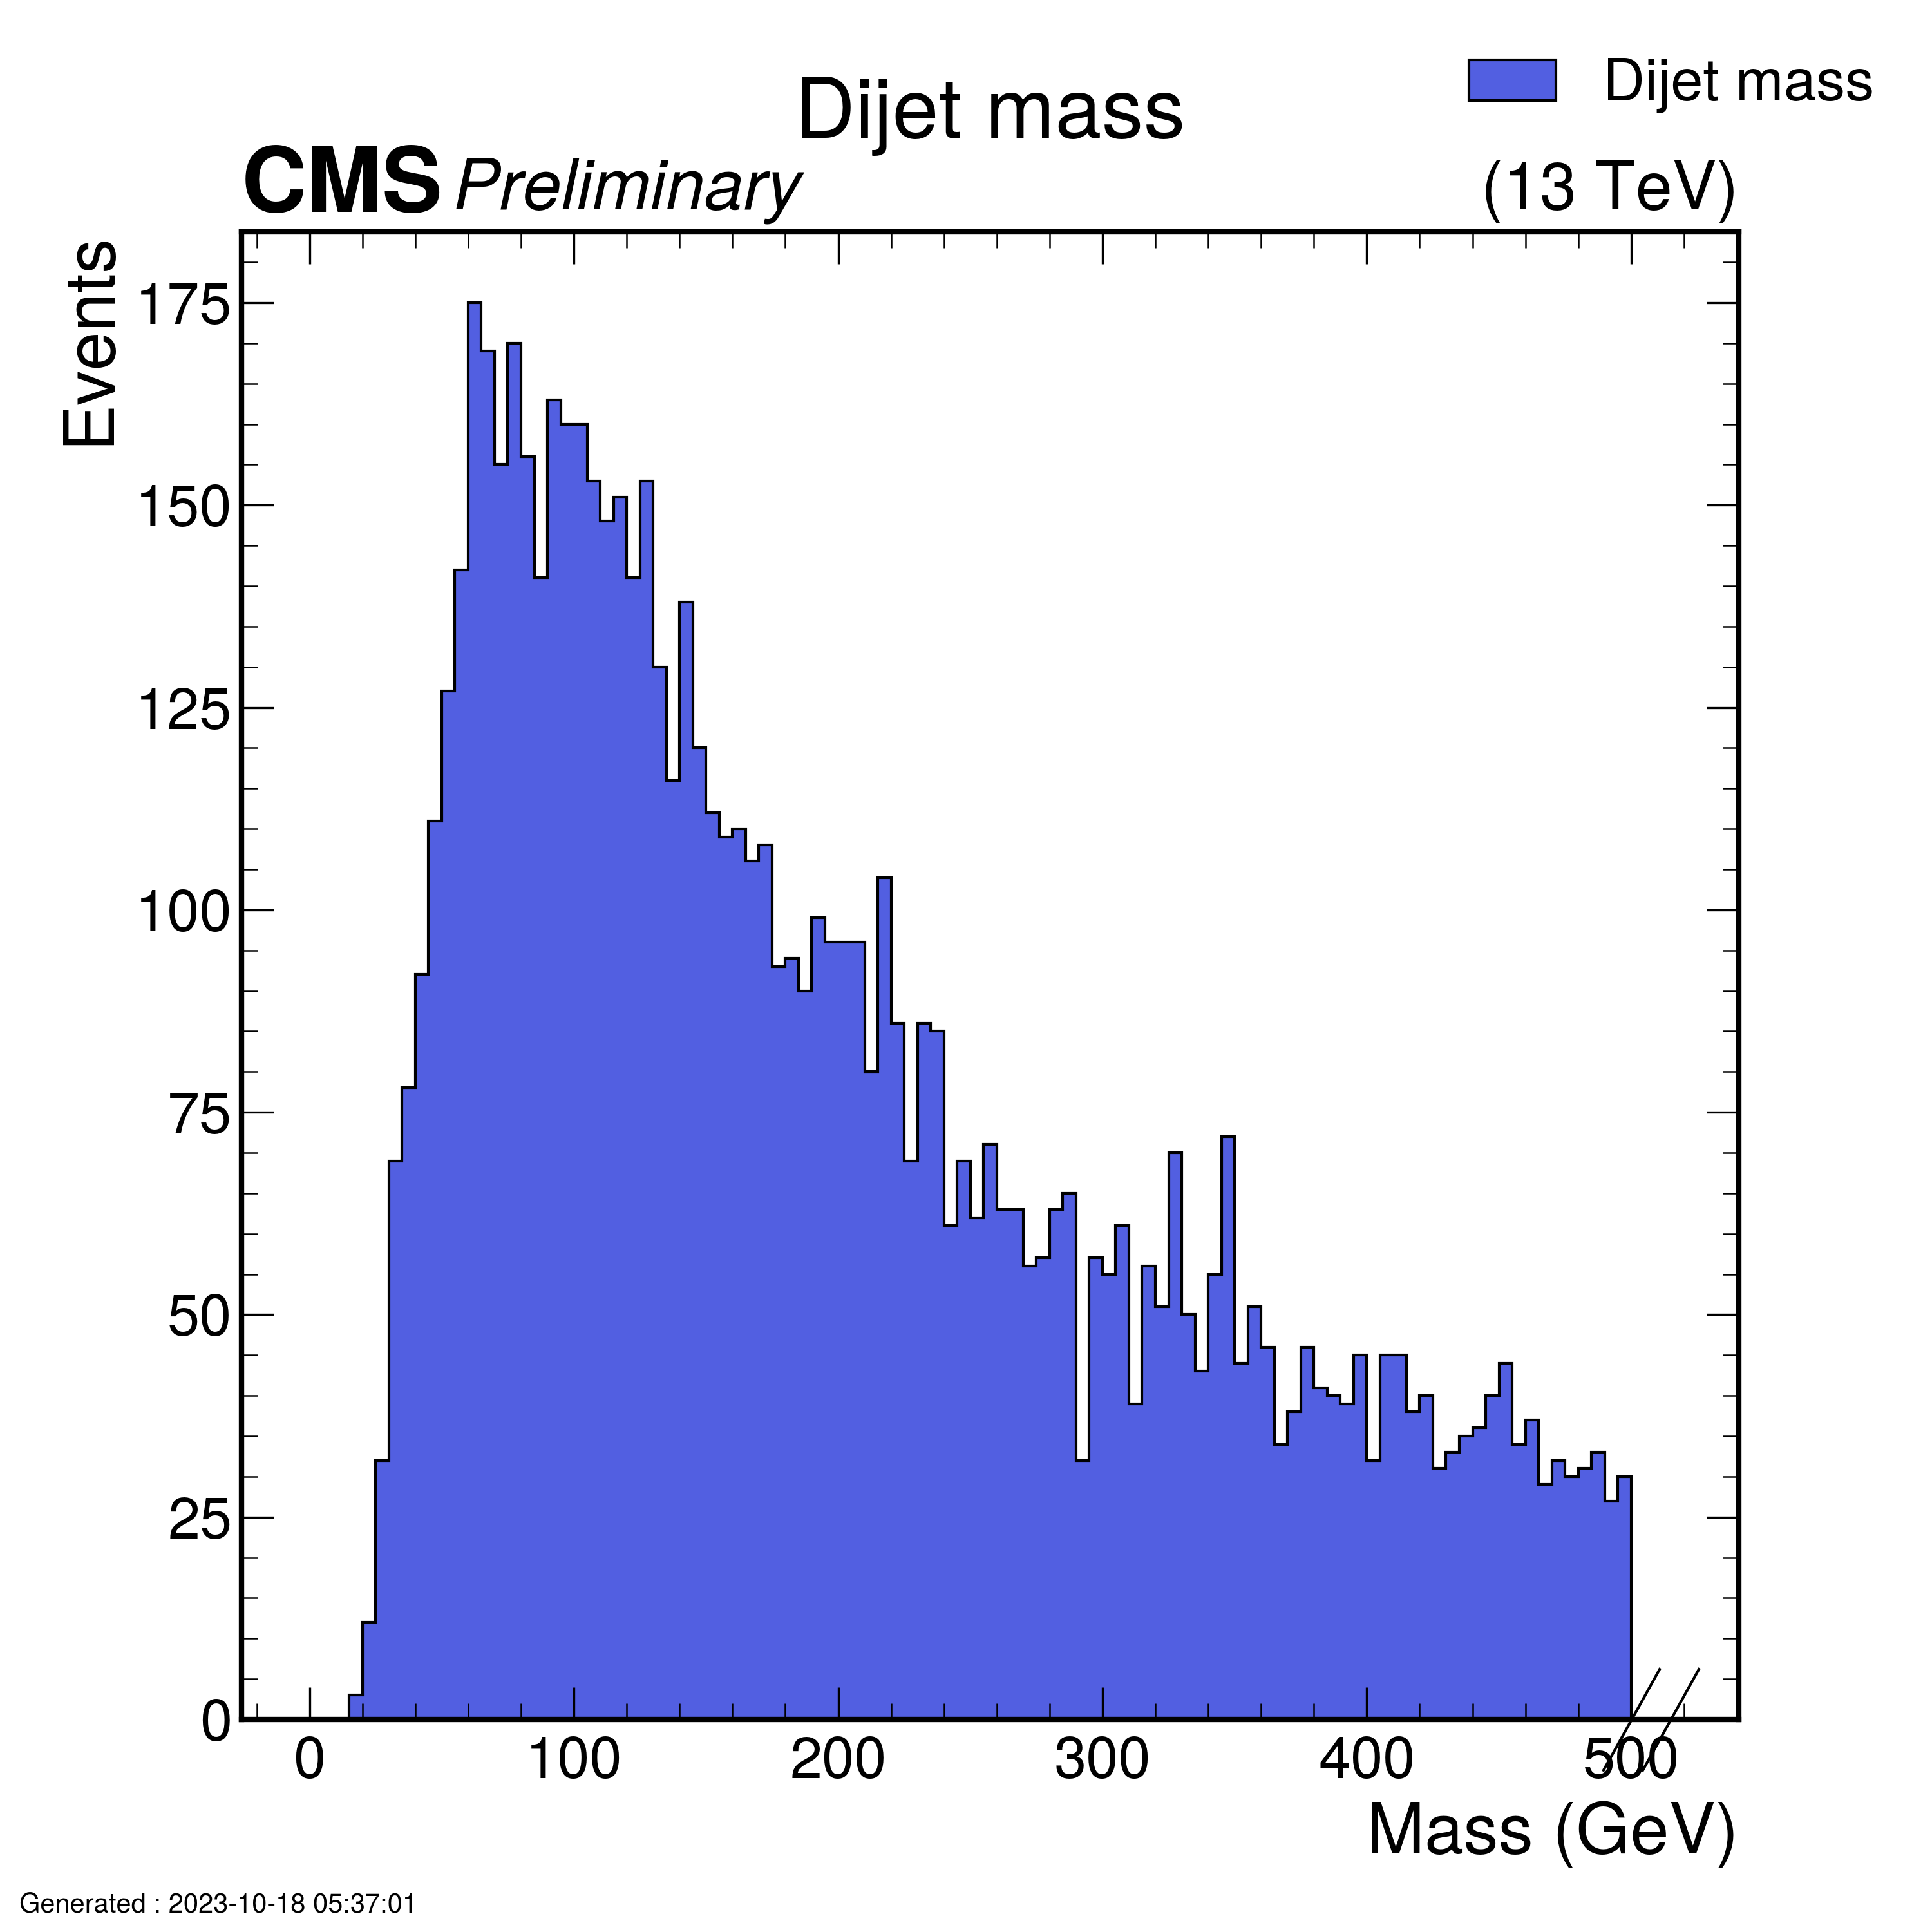 Dijet mass
Dijet mass
CMS Preliminary
(13 TeV)
Events
175
150
125
100
75
50
25
0
0 100 200 300 400 500
Mass (GeV)
Generated : 2023-10-18 05:37:01